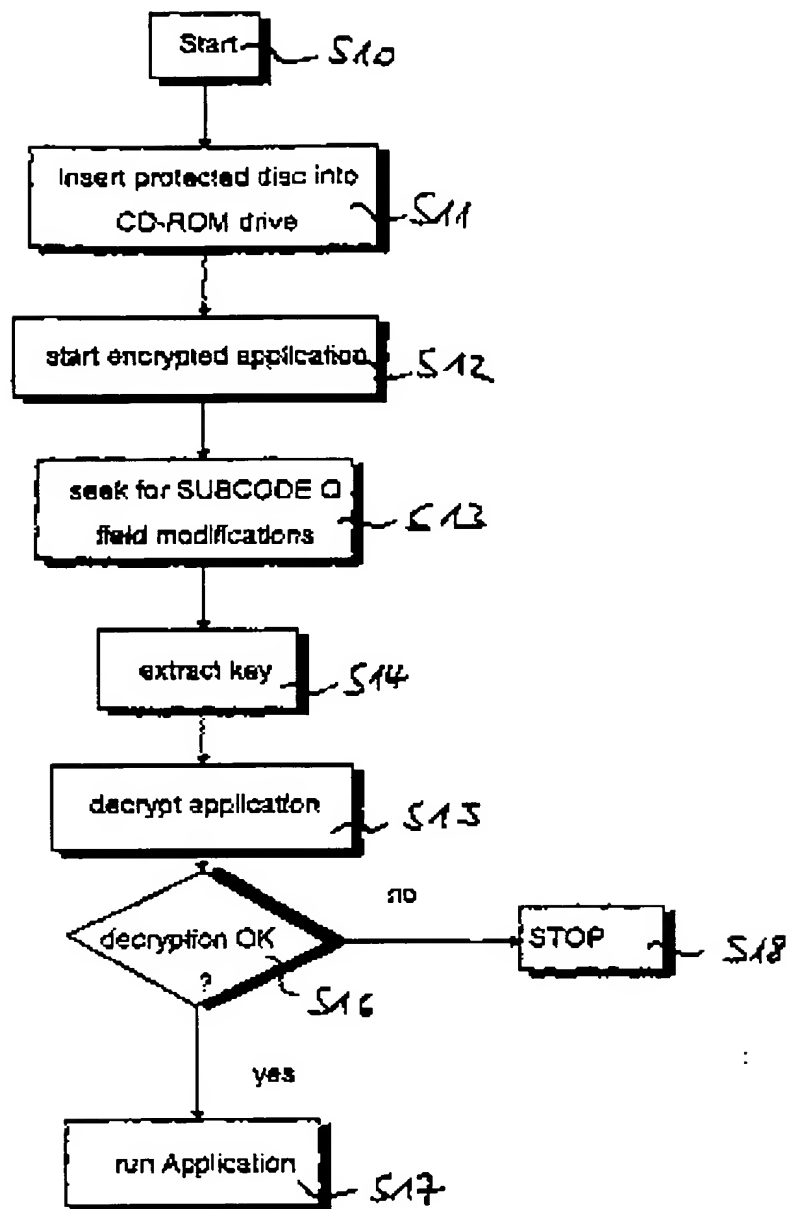 Start S10
Insert protected disc into
CD-ROM drive S11
start encrypted application S12
seek for SUBCODE Q
field modifications S13
extract key S14
decrypt application S15
decryption OK
?
S16
no
STOP S18
yes
run Application S17